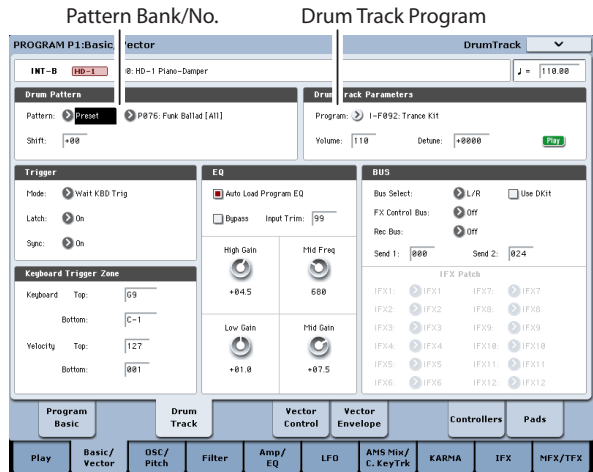 Pattern Bank/No. Drum Track Program
PROGRAM P1:Basic/Vector DrumTrack
INT-B HD-1 0: HD-1 Piano-Damper ♩ = 110.00
Drum Pattern Drum Track Parameters
Pattern: Preset P076: Funk Ballad [All] Program: I-F092: Trance Kit
Shift: +00 Volume: 110 Detune: +0000 Play
Trigger EQ BUS
Mode: Wait KBD Trig Auto Load Program EQ Bus Select: L/R Use DKit
Latch: On Bypass Input Trim: 99 FX Control Bus: Off
Sync: On Rec Bus: Off
High Gain Mid Freq Send 1: 000 Send 2: 024
Keyboard Trigger Zone +04.5 680 IFX Patch
Keyboard Top: G9 IFX1: IFX1 IFX7: IFX7
Bottom: C-1 IFX2: IFX2 IFX8: IFX8
Low Gain Mid Gain IFX3: IFX3 IFX9: IFX9
Velocity Top: 127 IFX4: IFX4 IFX10: IFX10
Bottom: 001 +01.0 +07.5 IFX5: IFX5 IFX11: IFX11
IFX6: IFX6 IFX12: IFX12
Program Basic Drum Track Vector Control Vector Envelope Controllers Pads
Play Basic/ Vector OSC/ Pitch Filter Amp/ EQ LFO AMS Mix/ C. KeyTrk KARMA IFX MFX/TFX